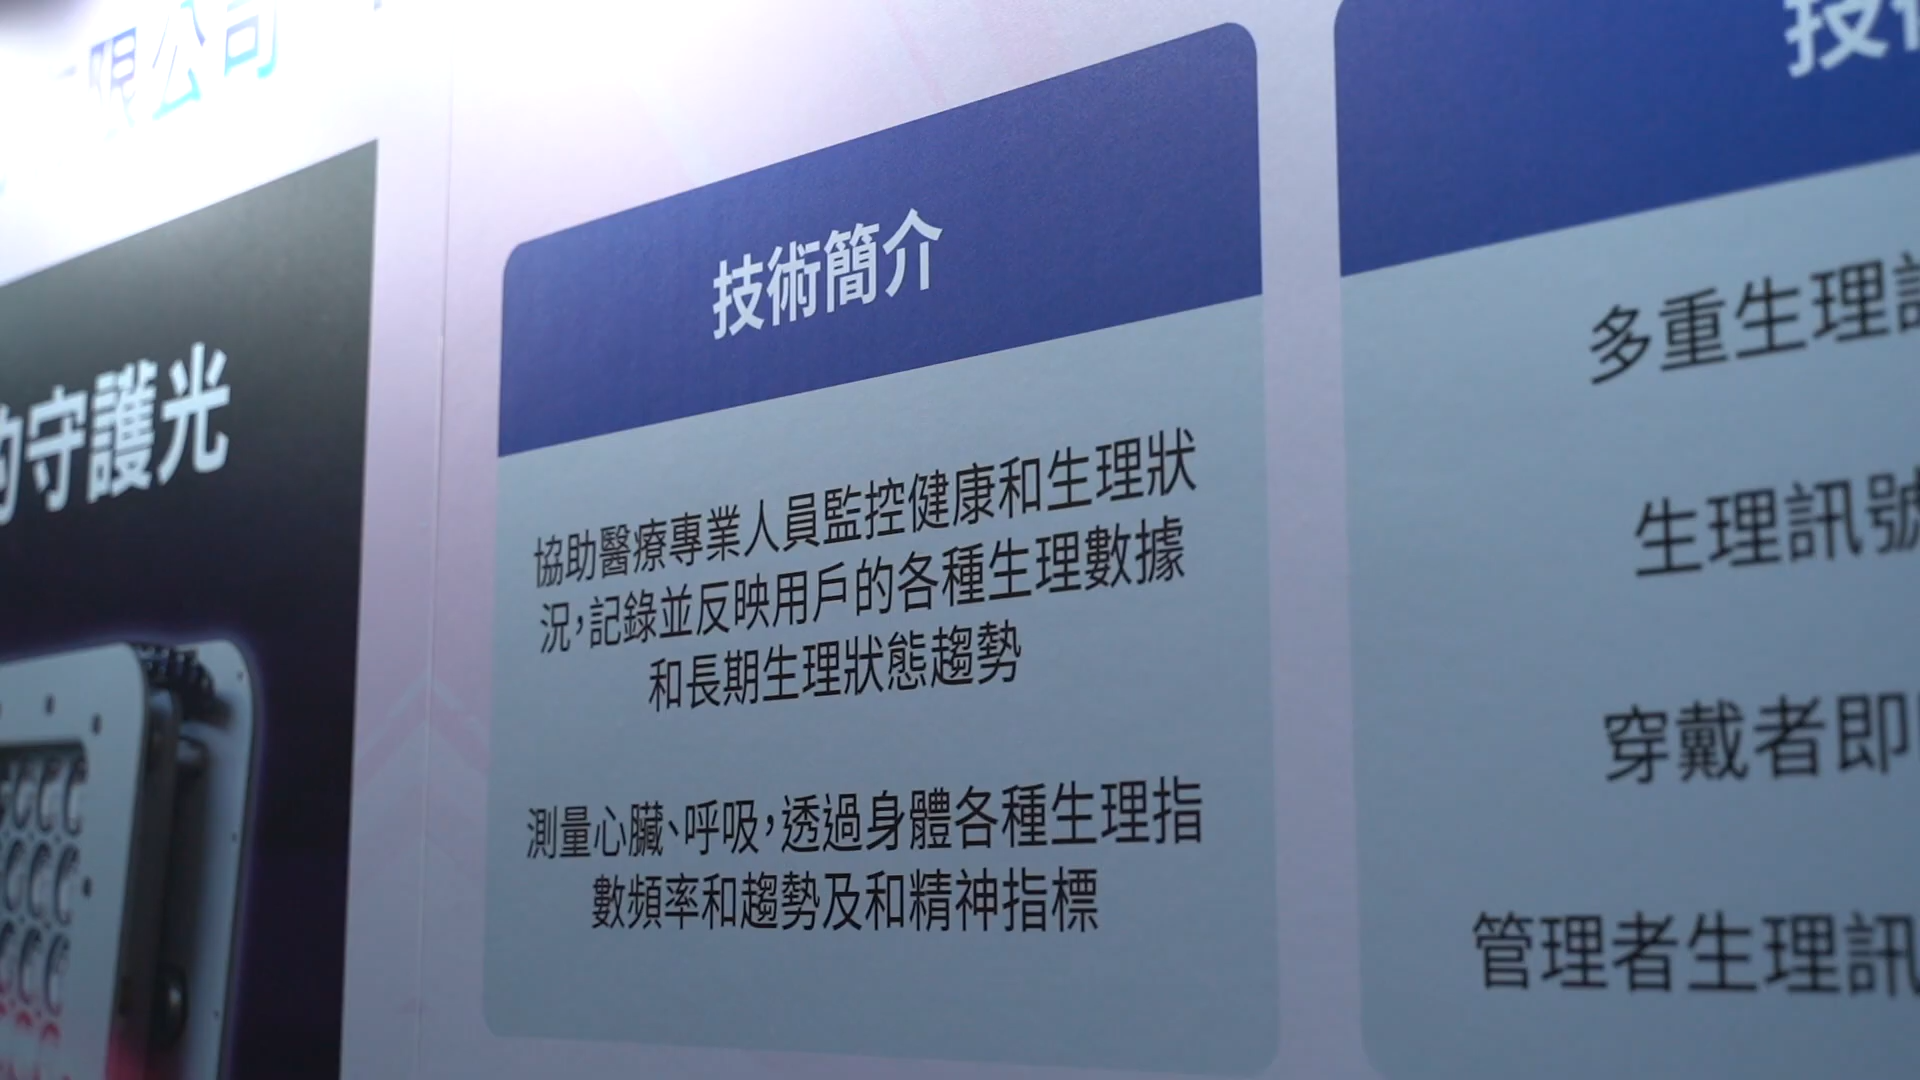 限公司
守護光
技術簡介
協助醫療專業人員監控健康和生理狀
況，記錄並反映用戶的各種生理數據
和長期生理狀態趨勢
測量心臟、呼吸，透過身體各種生理指
數頻率和趨勢及和精神指標
技
多重生理
生理訊號
穿戴者即
管理者生理訊